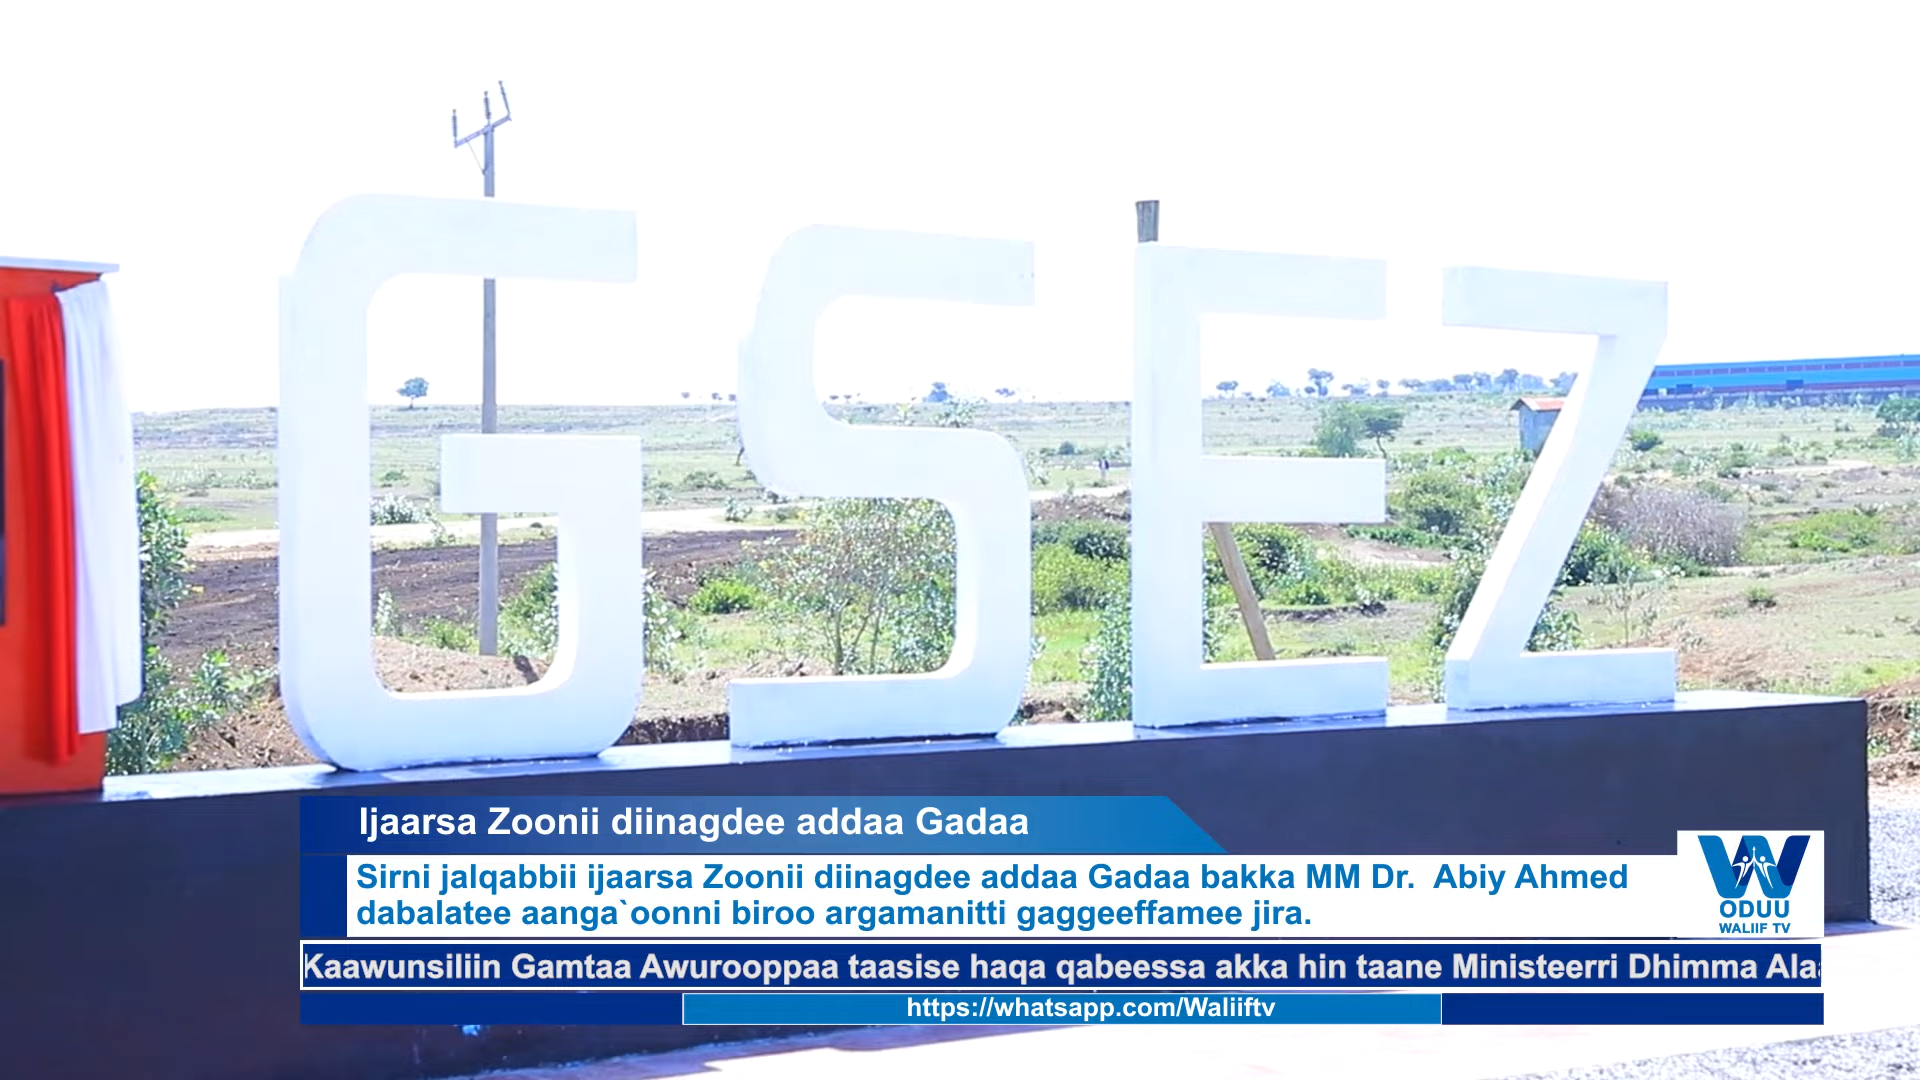 GSEZ
Ijaarsa Zoonii diinagdee addaa Gadaa
Sirni jalqabbii ijaarsa Zoonii diinagdee addaa Gadaa bakka MM Dr. Abiy Ahmed
dabalatee aanga`oonni biroo argamanitti gaggeeffamee jira.
ODUU
WALIIF TV
Kaawunsiliin Gamtaa Awurooppaa taasise haqa qabeessa akka hin taane Ministeerri Dhimma
https://whatsapp.com/Waliiftv